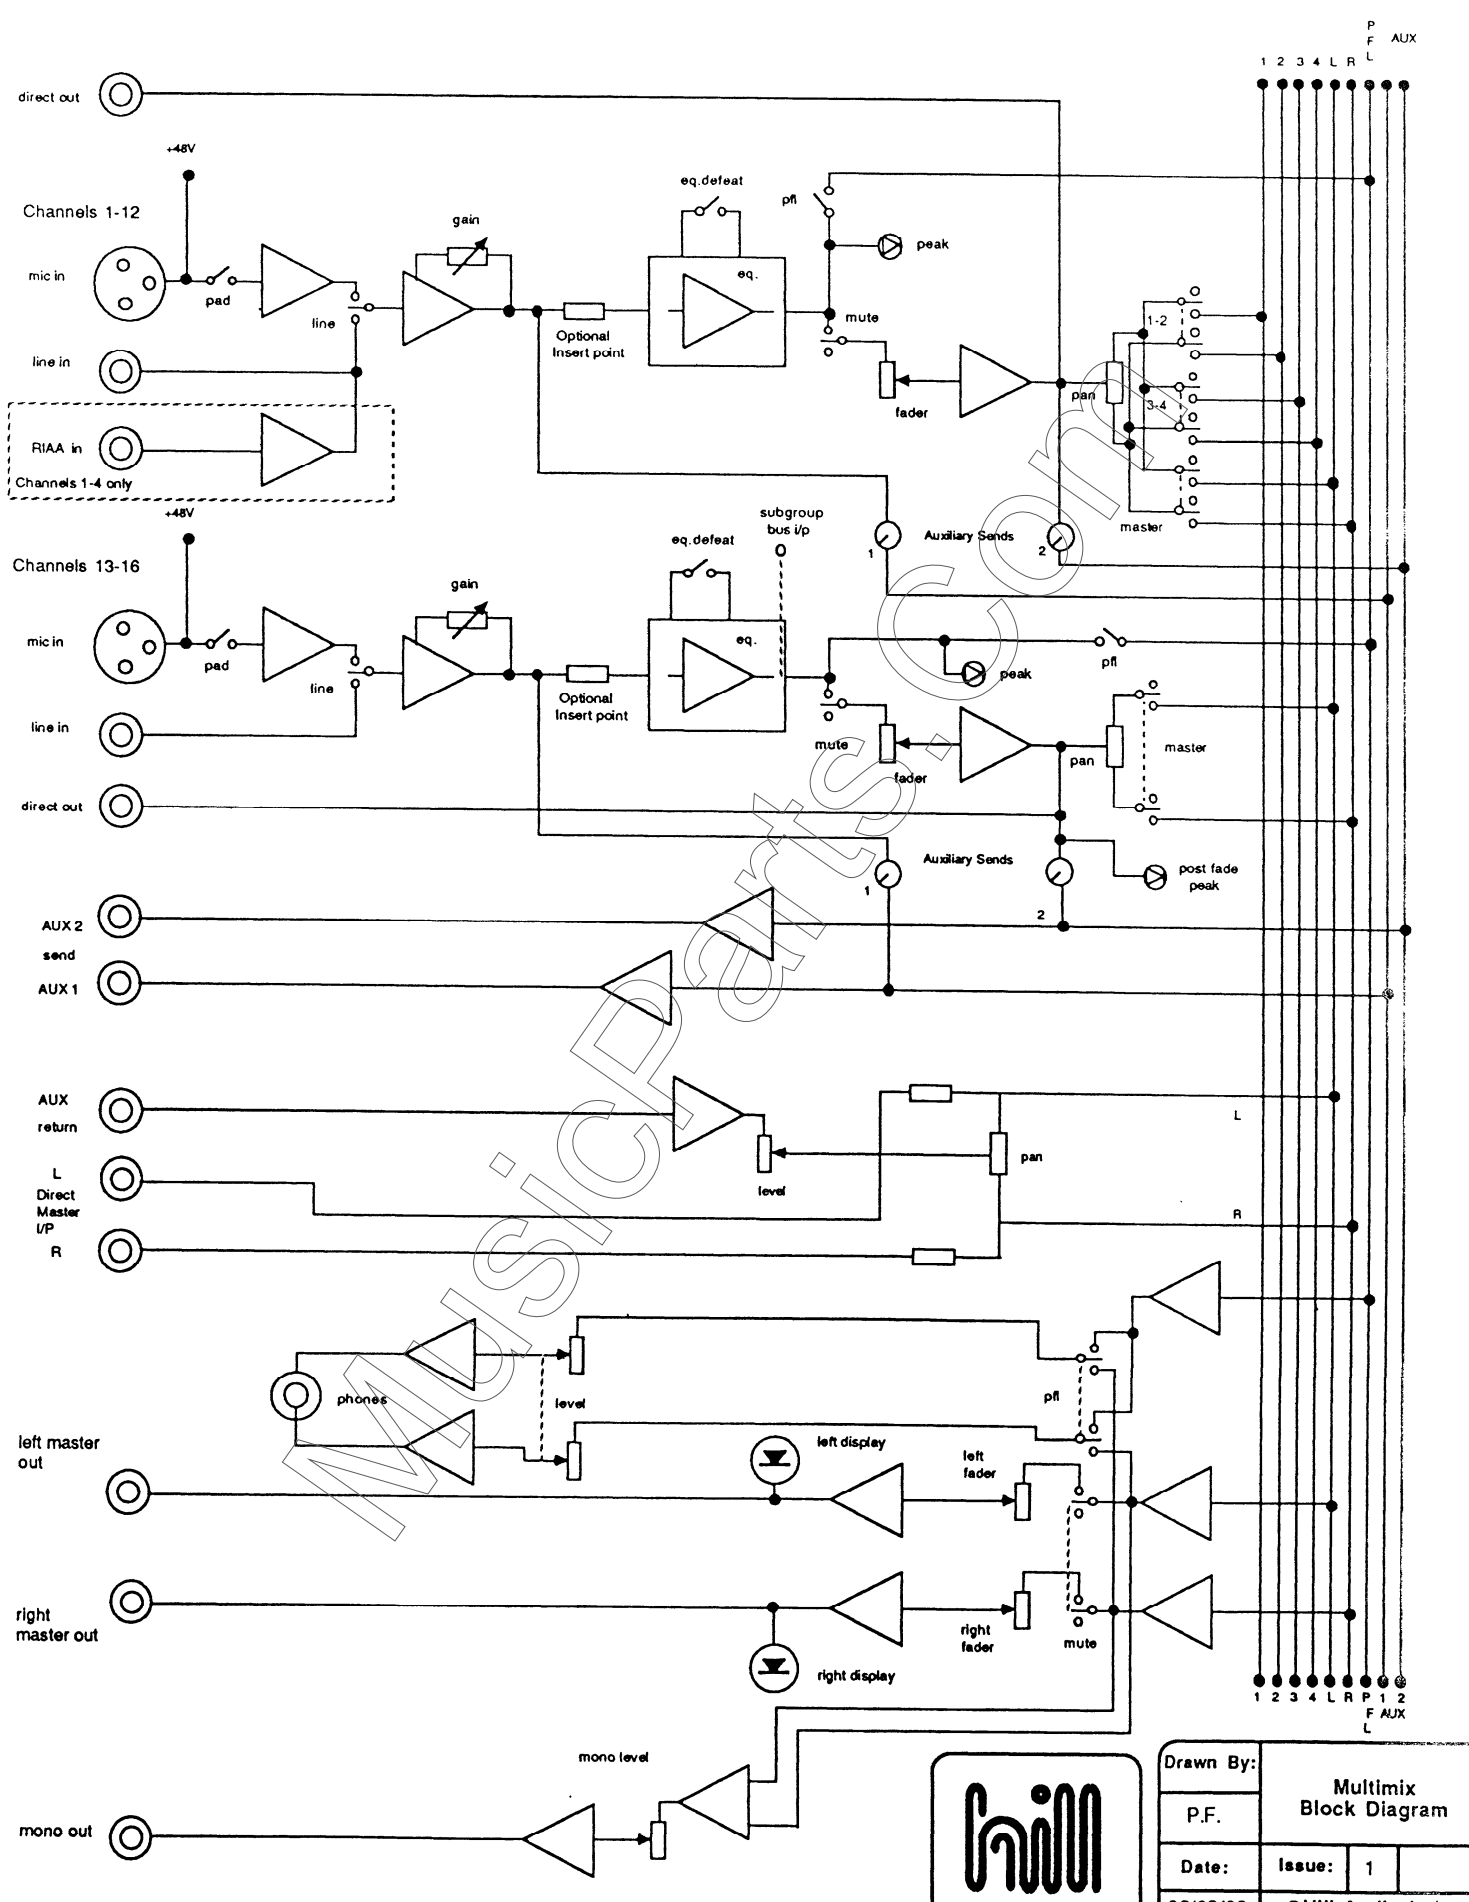 P
F
L
AUX
1 2 3 4 L R
direct out
+48V
Channels 1-12
mic in
pad
line
gain
Optional
Insert point
eq.defeat
eq.
pfl
peak
mute
fader
pan
1-2
3-4
master
line in
RIAA in
Channels 1-4 only
+48V
Channels 13-16
mic in
pad
line
gain
Optional
Insert point
eq.defeat
subgroup
bus i/p
eq.
1
Auxiliary Sends
2
peak
pfl
mute
fader
pan
master
line in
direct out
Auxiliary Sends
1
2
post fade
peak
AUX 2
send
AUX 1
AUX
return
level
pan
L
R
L
Direct
Master
I/P
R
phones
level
pfl
left master
out
left display
left
fader
right
master out
right display
right
fader
mute
1 2 3 4 L R P 1 2
F AUX
L
mono level
mono out
hill
Drawn By:
P.F.
Multimix
Block Diagram
Date:
Issue:
1
MusicParts.Com